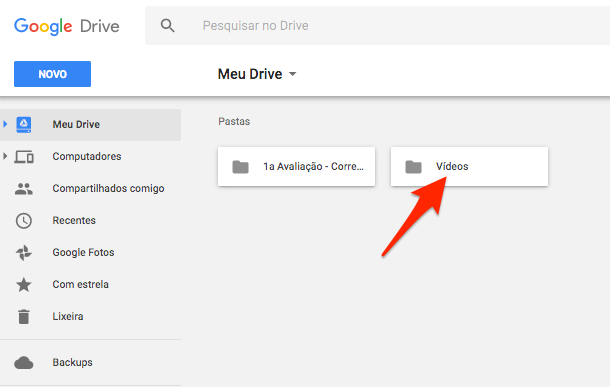 Google Drive
Pesquisar no Drive
NOVO
Meu Drive
Meu Drive
Computadores
Compartilhados comigo
Recentes
Google Fotos
Com estrela
Lixeira
Backups
Pastas
1a Avaliação - Corre...
Vídeos